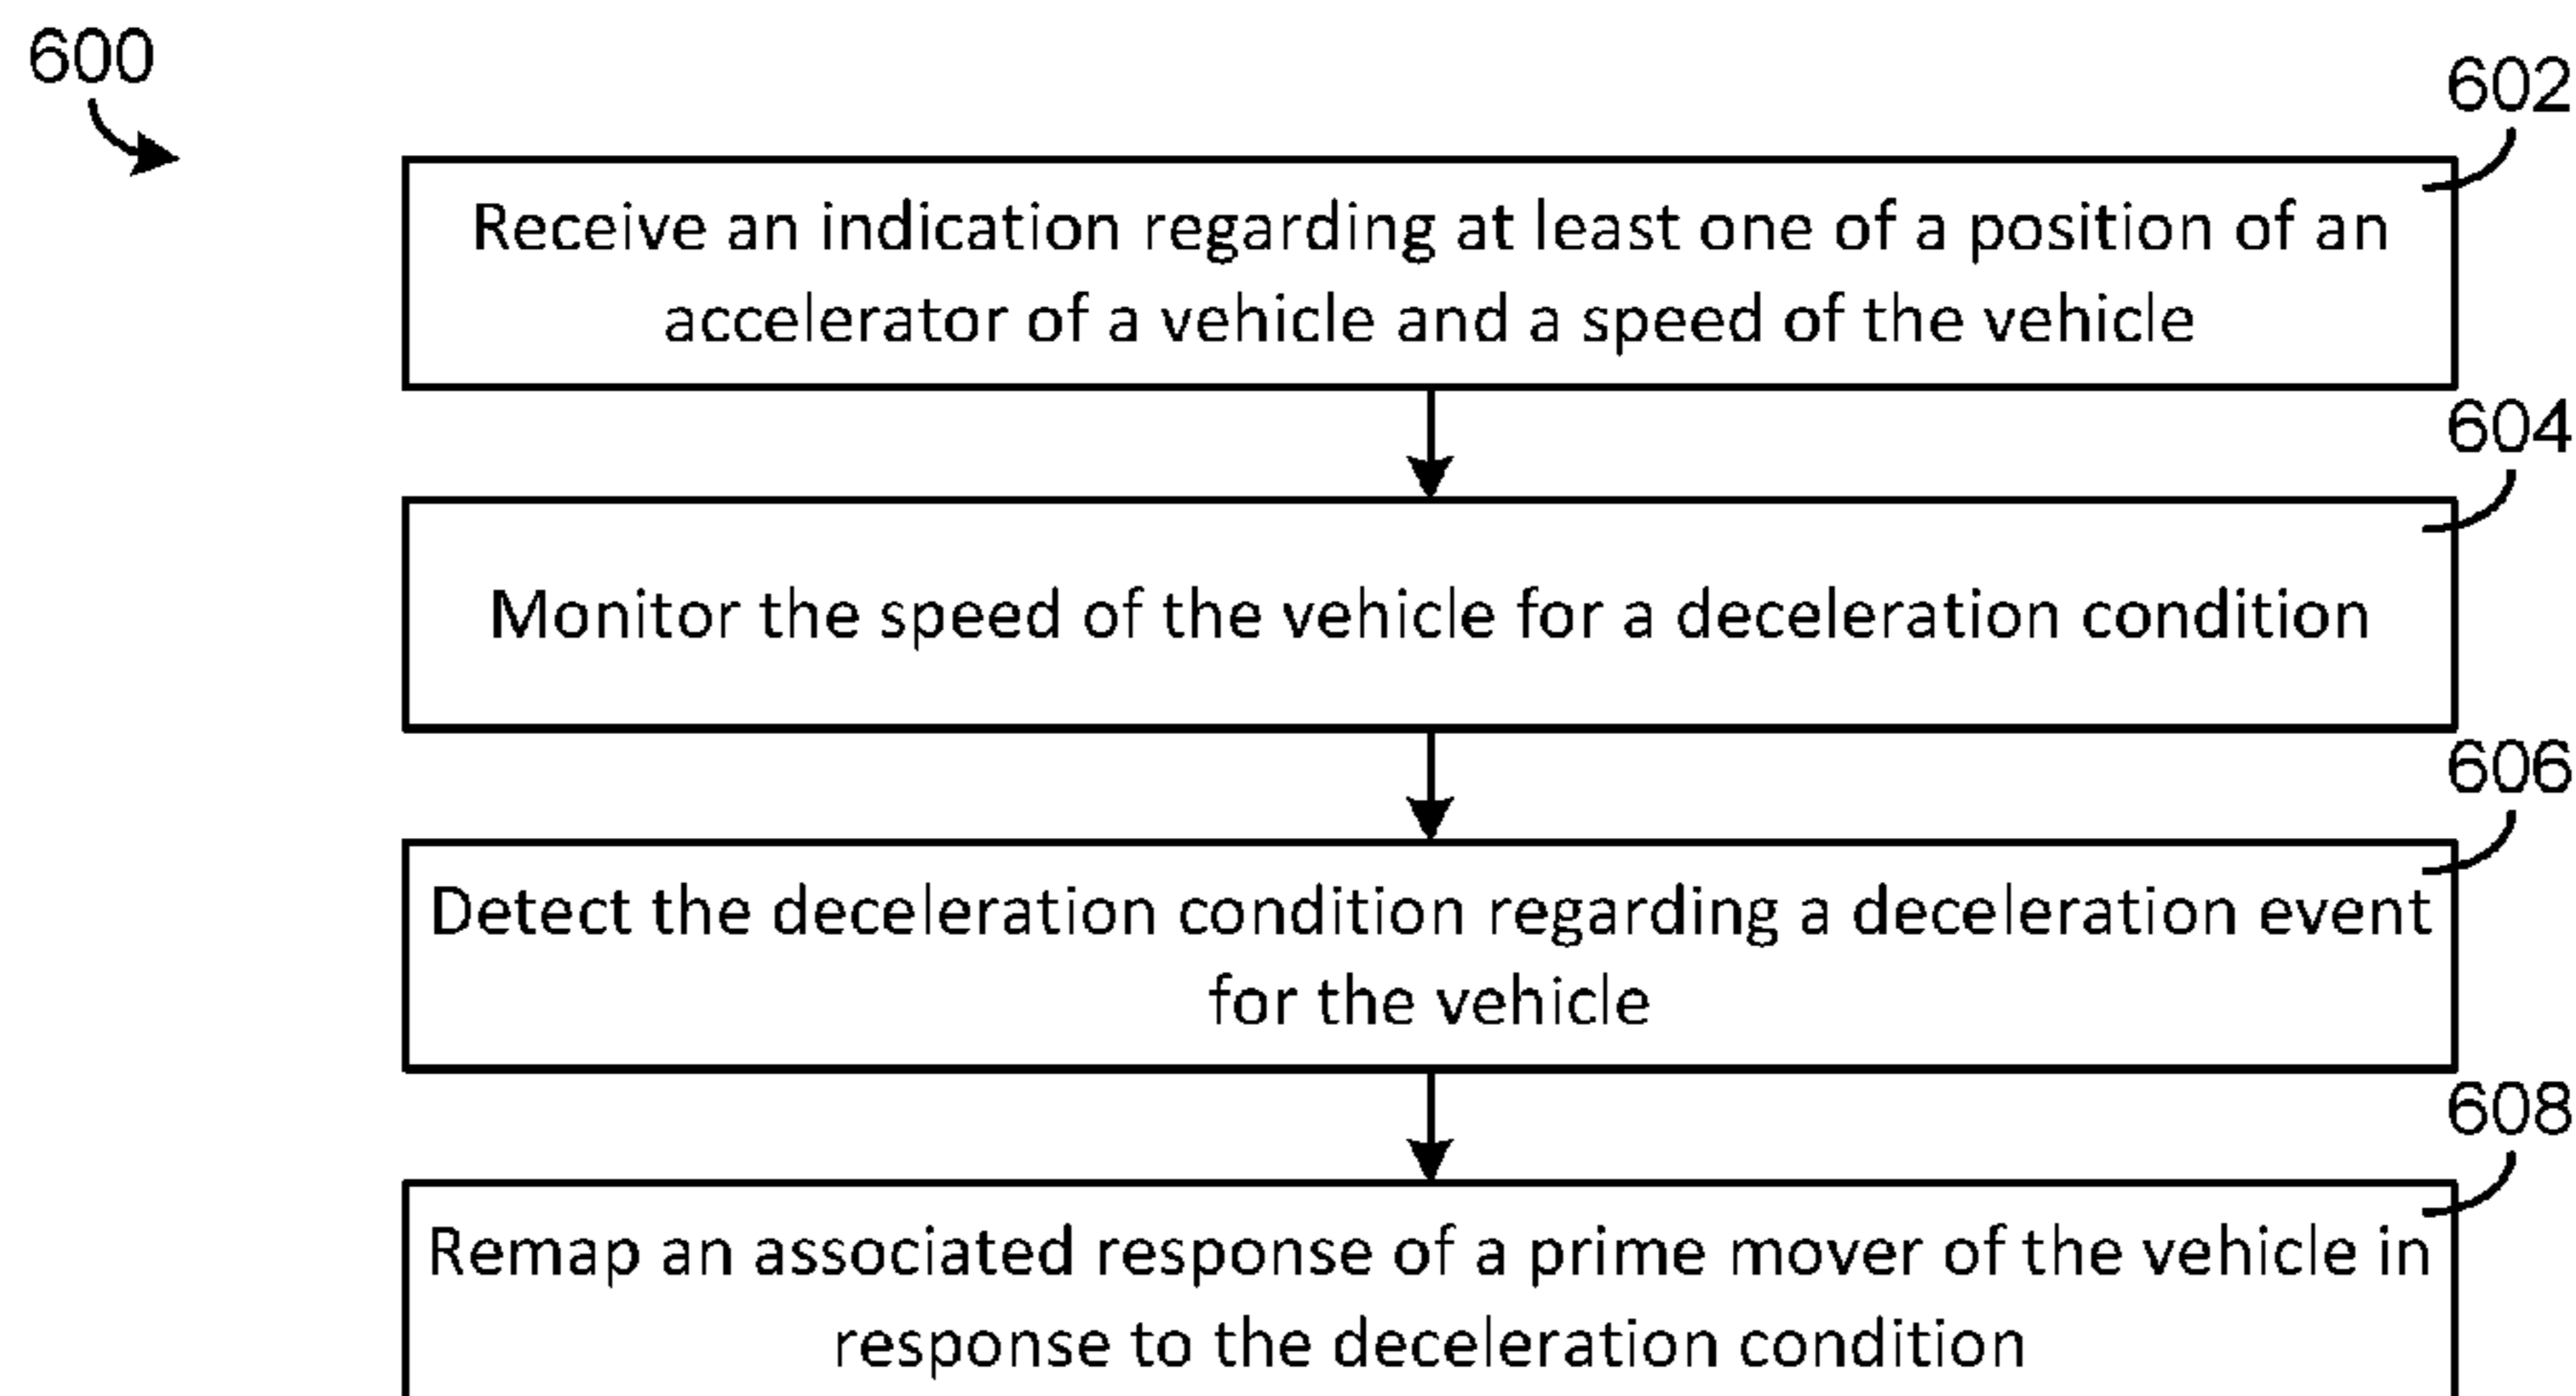 600
602
Receive an indication regarding at least one of a position of an
accelerator of a vehicle and a speed of the vehicle
604
Monitor the speed of the vehicle for a deceleration condition
606
Detect the deceleration condition regarding a deceleration event
for the vehicle
608
Remap an associated response of a prime mover of the vehicle in
response to the deceleration condition